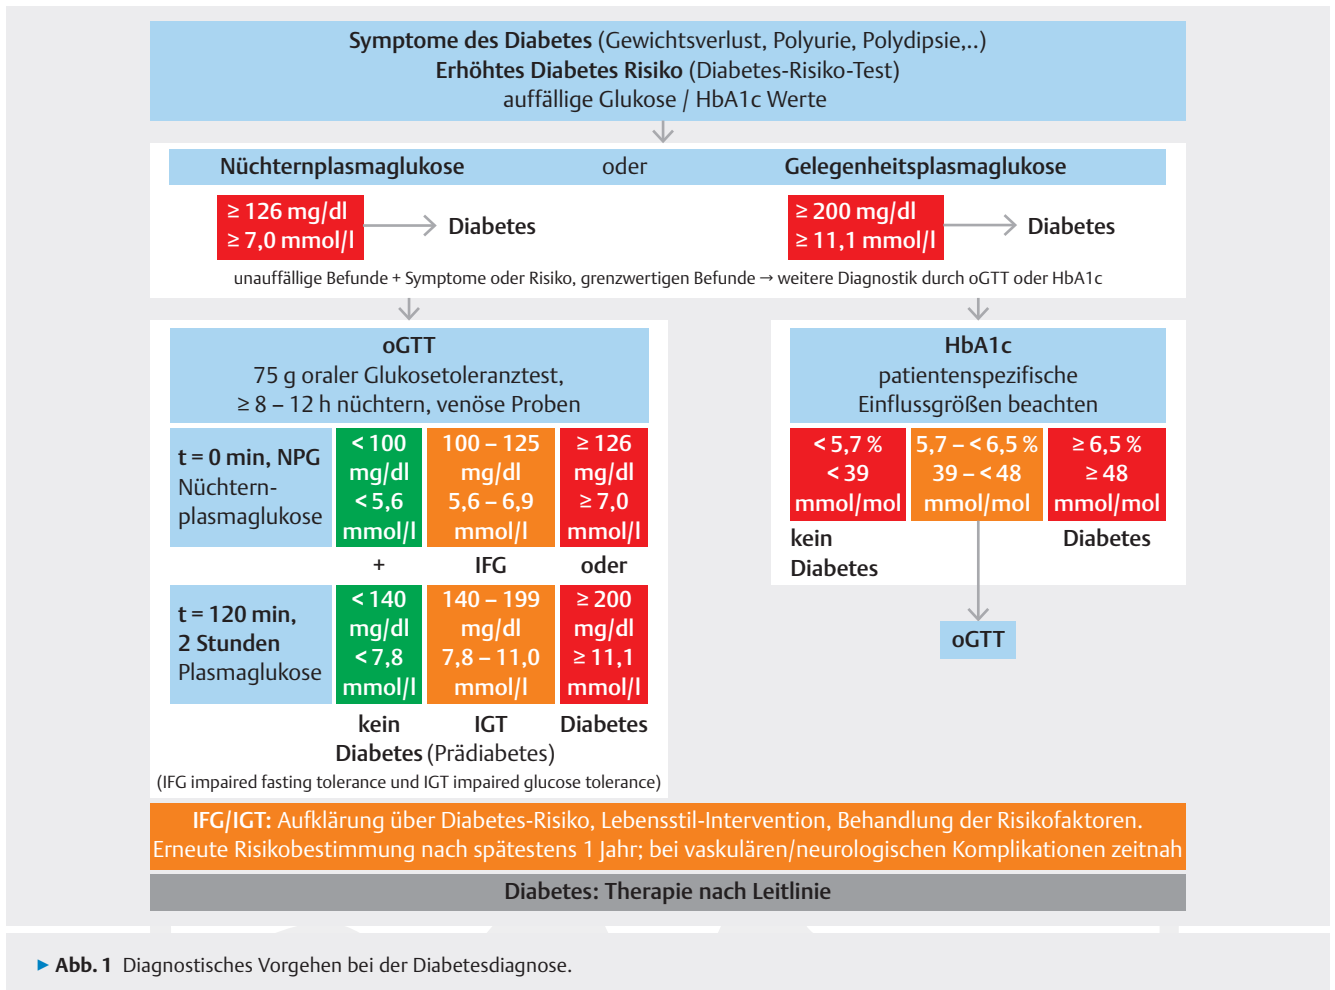 Symptome des Diabetes (Gewichtsverlust, Polyurie, Polydipsie,..)
Erhöhtes Diabetes Risiko (Diabetes-Risiko-Test)
auffällige Glukose / HbA1c Werte
Nüchternplasmaglukose oder Gelegenheitsplasmaglukose
≥ 126 mg/dl
≥ 7,0 mmol/l
Diabetes
≥ 200 mg/dl
≥ 11,1 mmol/l
Diabetes
unauffällige Befunde + Symptome oder Risiko, grenzwertigen Befunde → weitere Diagnostik durch oGTT oder HbA1c
oGTT
75 g oraler Glukosetoleranztest,
≥ 8 – 12 h nüchtern, venöse Proben
t = 0 min, NPG
Nüchtern-
plasmaglukose
< 100
mg/dl
< 5,6
mmol/l
100 – 125
mg/dl
5,6 – 6,9
mmol/l
≥ 126
mg/dl
≥ 7,0
mmol/l
+ IFG oder
t = 120 min,
2 Stunden
Plasmaglukose
< 140
mg/dl
< 7,8
mmol/l
140 – 199
mg/dl
7,8 – 11,0
mmol/l
≥ 200
mg/dl
≥ 11,1
mmol/l
kein IGT Diabetes
Diabetes (Prädiabetes)
(IFG impaired fasting tolerance und IGT impaired glucose tolerance)
HbA1c
patientenspezifische
Einflussgrößen beachten
< 5,7 %
< 39
mmol/mol
5,7 – < 6,5 %
39 – < 48
mmol/mol
≥ 6,5 %
≥ 48
mmol/mol
kein
Diabetes
Diabetes
oGTT
IFG/IGT: Aufklärung über Diabetes-Risiko, Lebensstil-Intervention, Behandlung der Risikofaktoren.
Erneute Risikobestimmung nach spätestens 1 Jahr; bei vaskulären/neurologischen Komplikationen zeitnah
Diabetes: Therapie nach Leitlinie
▶ Abb. 1 Diagnostisches Vorgehen bei der Diabetesdiagnose.